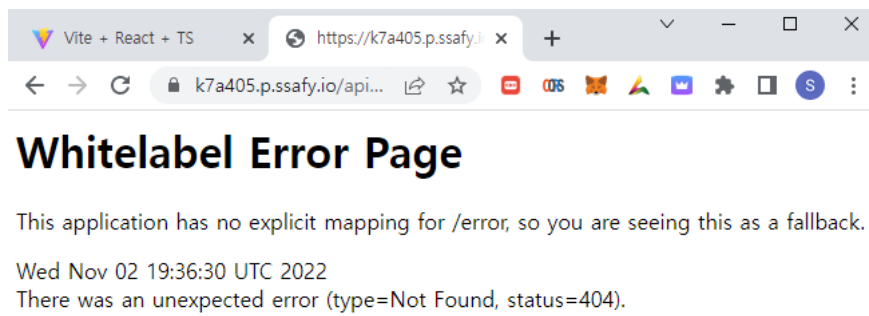 Vite + React + TS
https://k7a405.p.ssafy.i
k7a405.p.ssafy.io/api...
CORS
S
Whitelabel Error Page
This application has no explicit mapping for /error, so you are seeing this as a fallback.
Wed Nov 02 19:36:30 UTC 2022
There was an unexpected error (type=Not Found, status=404).